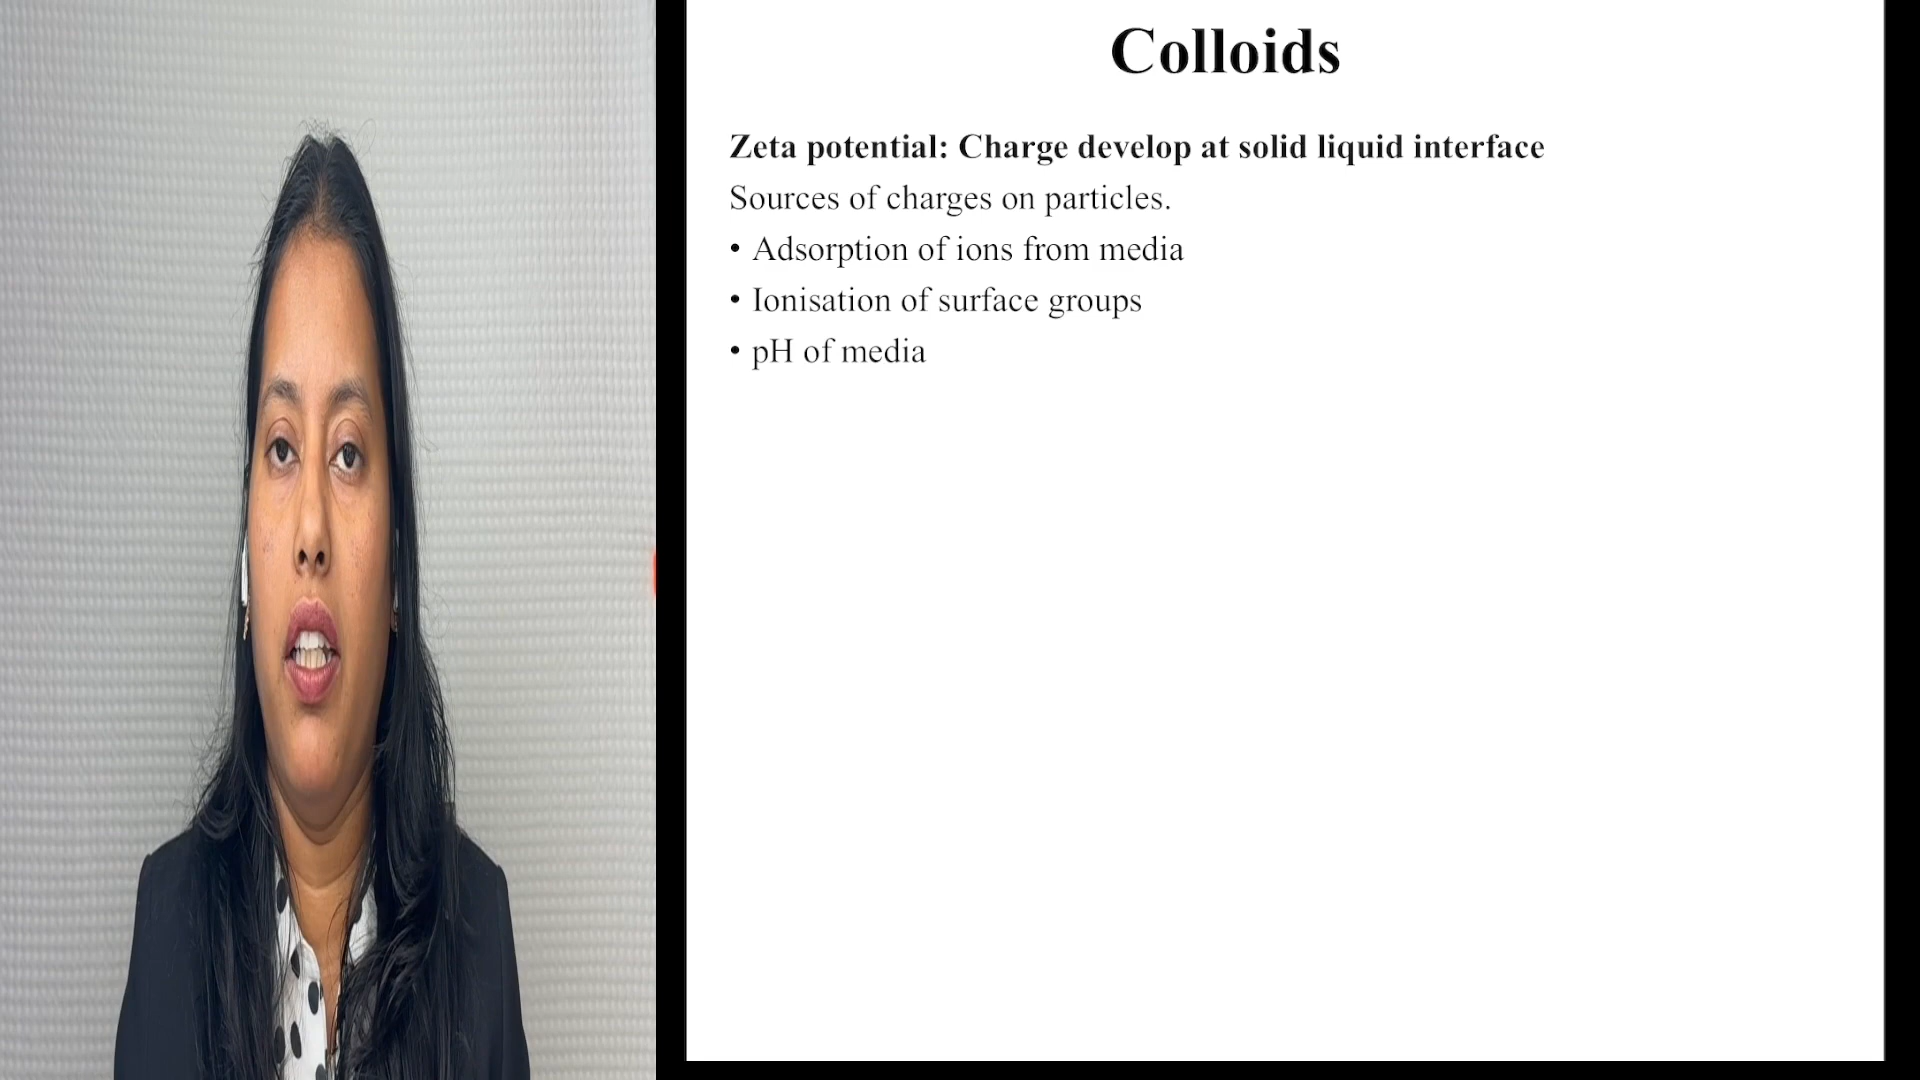 Colloids
Zeta potential: Charge develop at solid liquid interface
Sources of charges on particles.
• Adsorption of ions from media
• Ionisation of surface groups
• pH of media